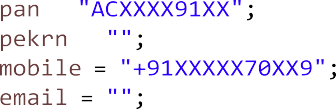 pan "ACXXXX91XX";
pekrn "";
mobile = "+91XXXXX70XX9";
email = "";